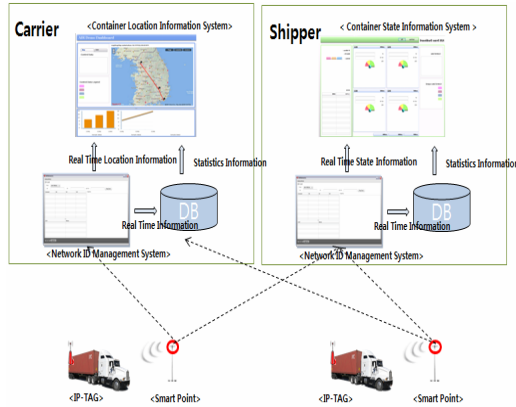 Carrier
<Container Location Information System>
Real Time Location Information
Statistics Information
DB
Real Time Information
<Network ID Management System>
Shipper
< Container State Information System >
Real Time State Information
Statistics Information
DB
Real Time Information
<Network ID Management System>
<IP-TAG>
<Smart Point>
<IP-TAG>
<Smart Point>